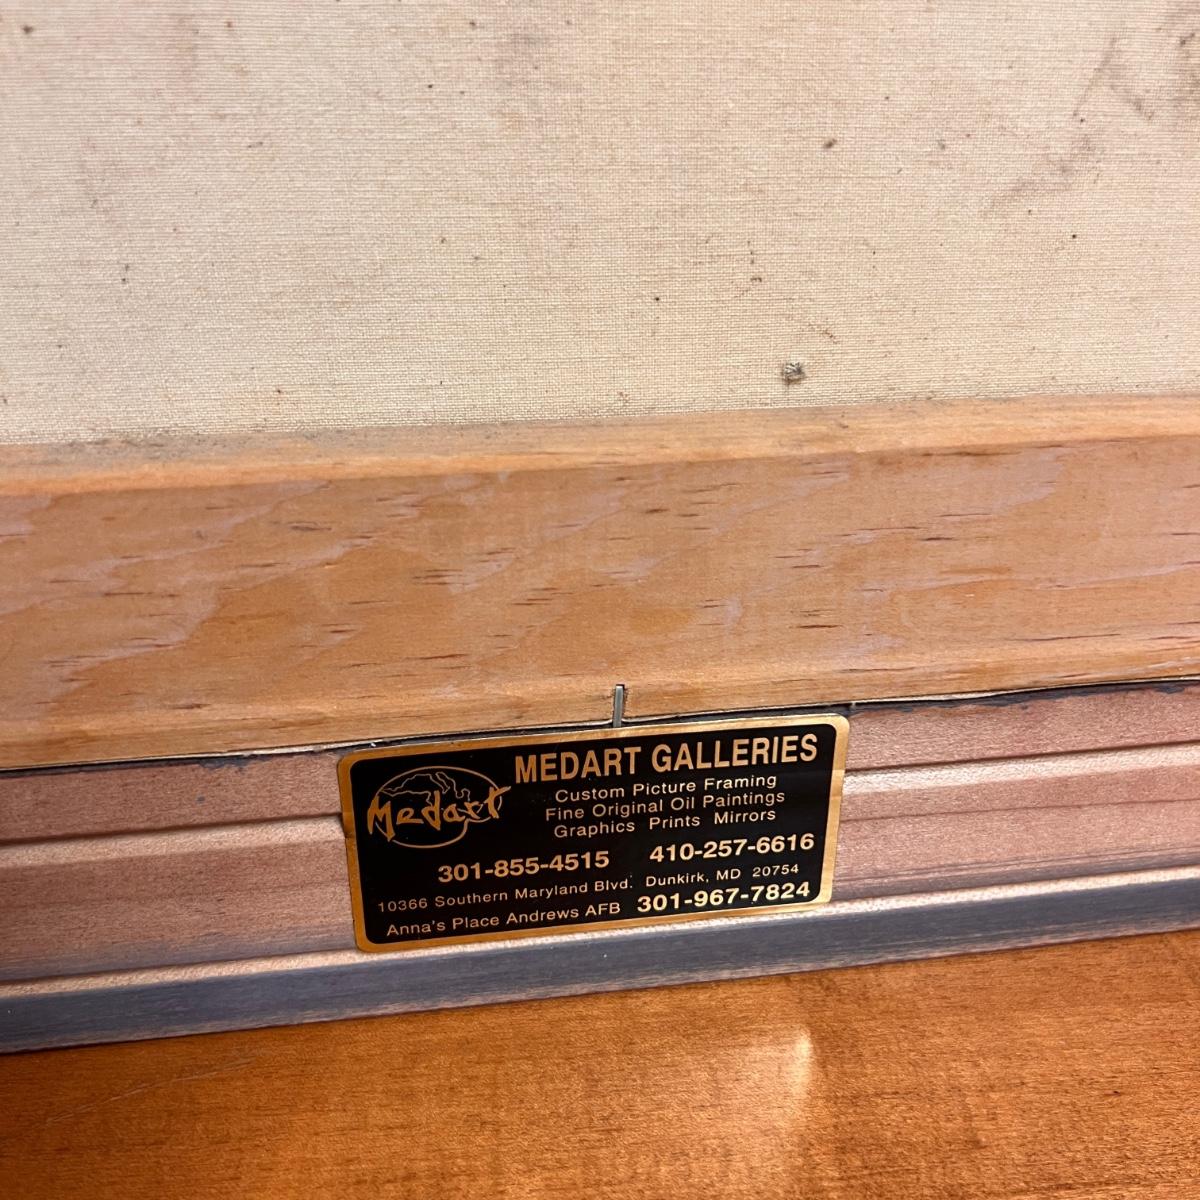 Medart
MEDART GALLERIES
Custom Picture Framing
Fine Original Oil Paintings
Graphics Prints Mirrors
301-855-4515 410-257-6616
10366 Southern Maryland Blvd. Dunkirk, MD 20754
Anna's Place Andrews AFB 301-967-7824